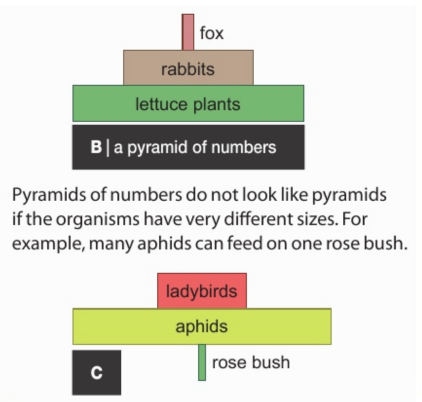 fox
rabbits
lettuce plants
B | a pyramid of numbers
Pyramids of numbers do not look like pyramids
if the organisms have very different sizes. For
example, many aphids can feed on one rose bush.
ladybirds
aphids
rose bush
C